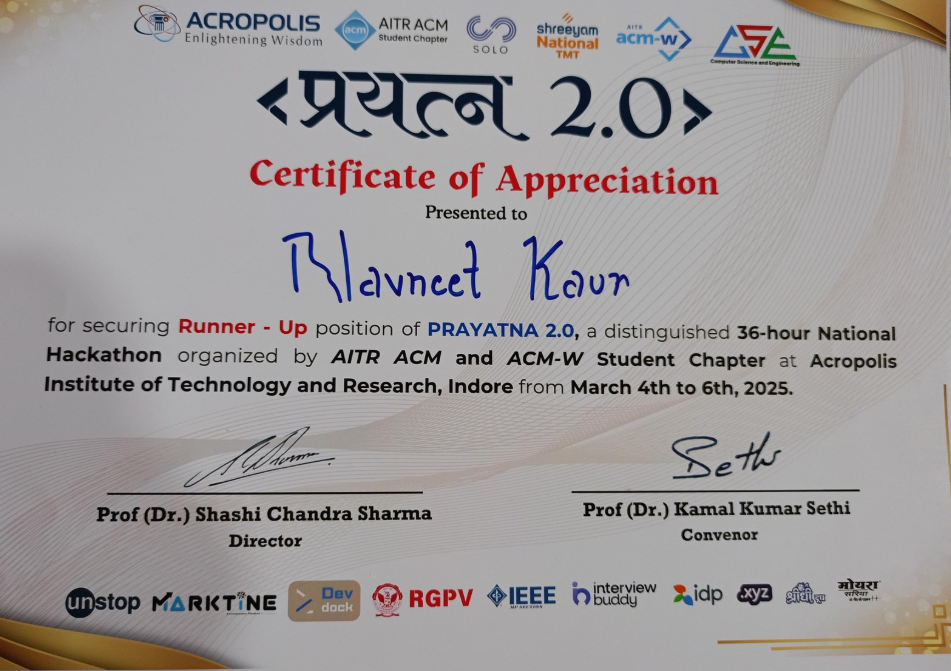 ACROPOLIS
Enlightening Wisdom
AITR ACM
Student Chapter
acm
SOLO
shreeyam
National
TMT
AITR
acm-w
CSE
Computer Science and Engineering
<प्रयत्न 2.0>
Certificate of Appreciation
Presented to
Kaur
for securing Runner - Up position of PRAYATNA 2.0, a distinguished 36-hour National
Hackathon organized by AITR ACM and ACM-W Student Chapter at Acropolis
Institute of Technology and Research, Indore from March 4th to 6th, 2025.
Sethi
Prof (Dr.) Shashi Chandra Sharma
Director
Prof (Dr.) Kamal Kumar Sethi
Convenor
unstop
MARKTINE
Dev
dock
RGPV
IEEE
MP SECTION
interview
buddy
idp
.xyz
मोयरा
सरिया